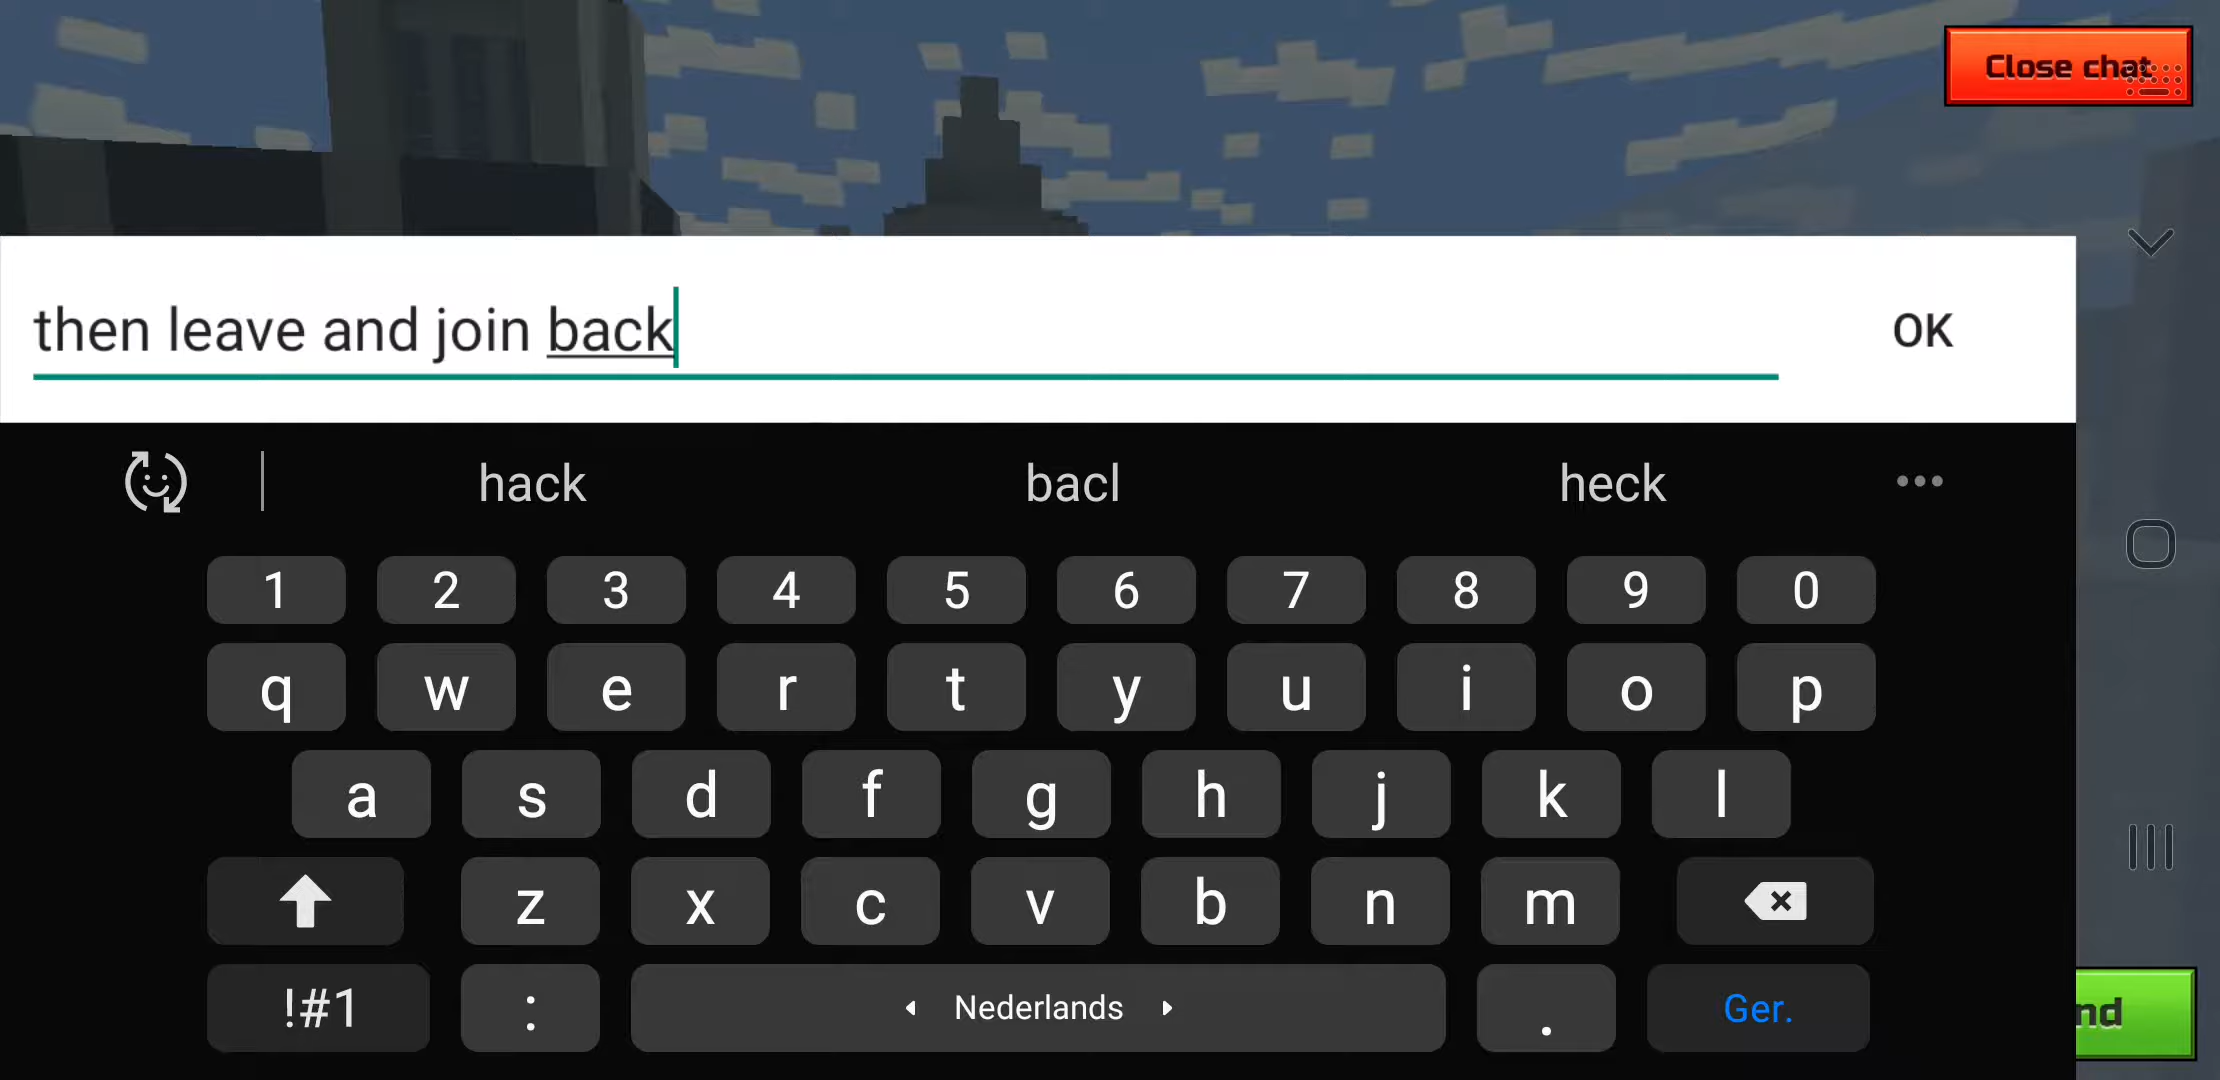 Close chat
then leave and join back
OK
hack bacl heck
1 2 3 4 5 6 7 8 9 0
q w e r t y u i o p
a s d f g h j k l
z x c v b n m
!#1 : Nederlands . Ger.
nd